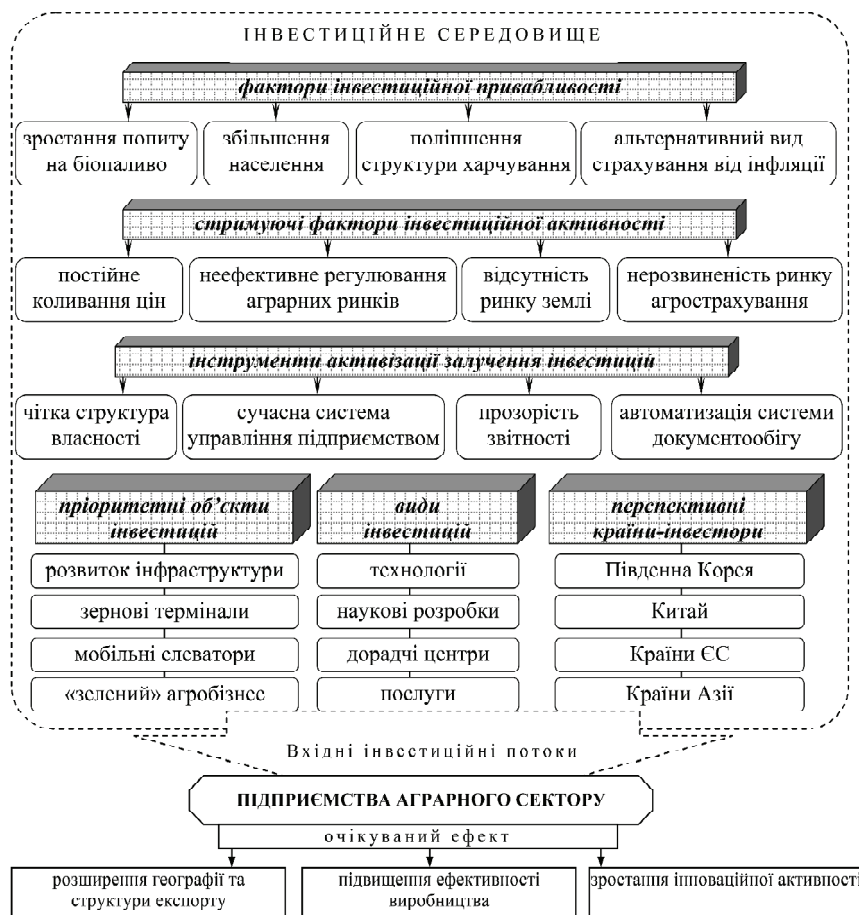 ІНВЕСТИЦІЙНЕ СЕРЕДОВИЩЕ
фактори інвестиційної привабливості
зростання попиту
на біопаливо
збільшення
населення
поліпшення
структури харчування
альтернативний вид
страхування від інфляції
стримуючі фактори інвестиційної активності
постійне
коливання цін
неефективне регулювання
аграрних ринків
відсутність
ринку землі
нерозвиненість ринку
агрострахування
інструменти активізації залучення інвестицій
чітка структура
власності
сучасна система
управління підприємством
прозорість
звітності
автоматизація системи
документообігу
пріоритетні об’єкти
інвестицій
види
інвестицій
перспективні
країни-інвестори
розвиток інфраструктури
технології
Південна Корея
зернові термінали
наукові розробки
Китай
мобільні елеватори
дорадчі центри
Країни ЄС
«зелений» агробізнес
послуги
Країни Азії
Вхідні інвестиційні потоки
ПІДПРИЄМСТВА АГРАРНОГО СЕКТОРУ
очікуваний ефект
розширення географії та
структури експорту
підвищення ефективності
виробництва
зростання інноваційної активності